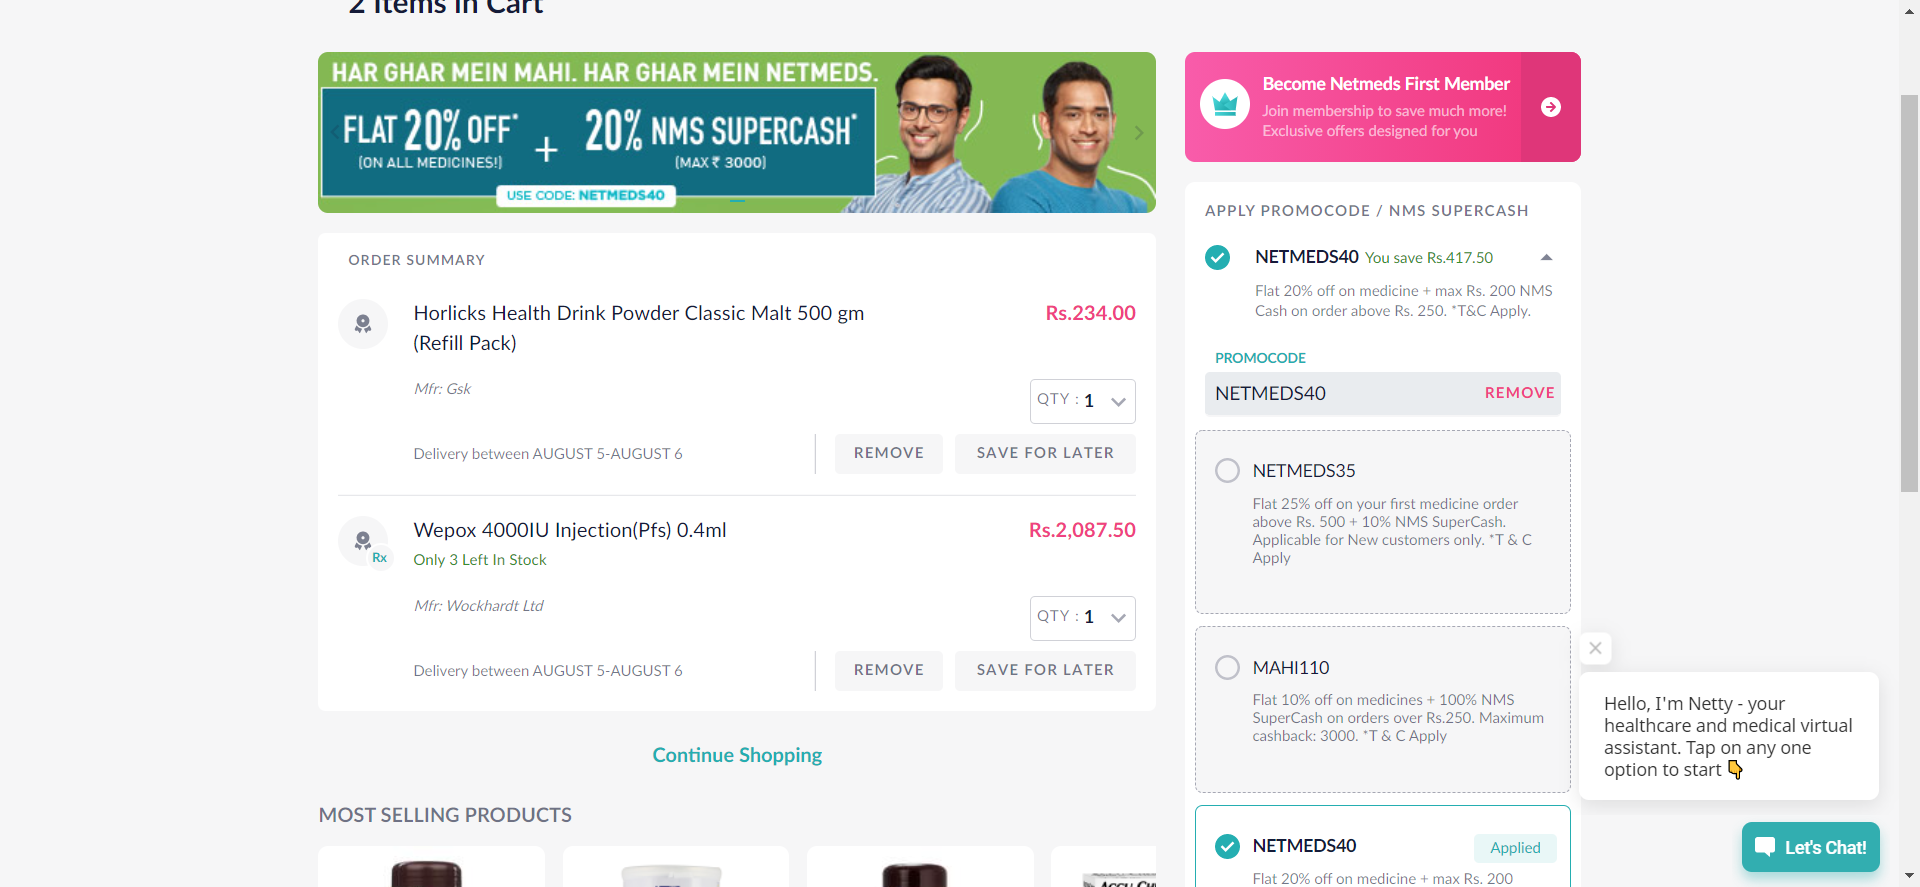 2 Items In Cart
HAR GHAR MEIN MAHI. HAR GHAR MEIN NETMEDS.
FLAT 20% OFF*
(ON ALL MEDICINES!)
+
20% NMS SUPERCASH*
(MAX ₹ 3000)
USE CODE: NETMEDS40
ORDER SUMMARY
Horlicks Health Drink Powder Classic Malt 500 gm
(Refill Pack)
Rs.234.00
Mfr: Gsk
QTY : 1
Delivery between AUGUST 5-AUGUST 6
REMOVE
SAVE FOR LATER
Wepox 4000IU Injection(Pfs) 0.4ml
Rs.2,087.50
Rx
Only 3 Left In Stock
Mfr: Wockhardt Ltd
QTY : 1
Delivery between AUGUST 5-AUGUST 6
REMOVE
SAVE FOR LATER
Continue Shopping
MOST SELLING PRODUCTS
ACCU-CHE
Become Netmeds First Member
Join membership to save much more!
Exclusive offers designed for you
APPLY PROMOCODE / NMS SUPERCASH
NETMEDS40 You save Rs.417.50
Flat 20% off on medicine + max Rs. 200 NMS
Cash on order above Rs. 250. *T&C Apply.
PROMOCODE
NETMEDS40
REMOVE
NETMEDS35
Flat 25% off on your first medicine order
above Rs. 500 + 10% NMS SuperCash.
Applicable for New customers only. *T & C
Apply
MAHI110
Flat 10% off on medicines + 100% NMS
SuperCash on orders over Rs.250. Maximum
cashback: 3000. *T & C Apply
NETMEDS40
Applied
Flat 20% off on medicine + max Rs. 200
Hello, I'm Netty - your
healthcare and medical virtual
assistant. Tap on any one
option to start 👇
Let's Chat!